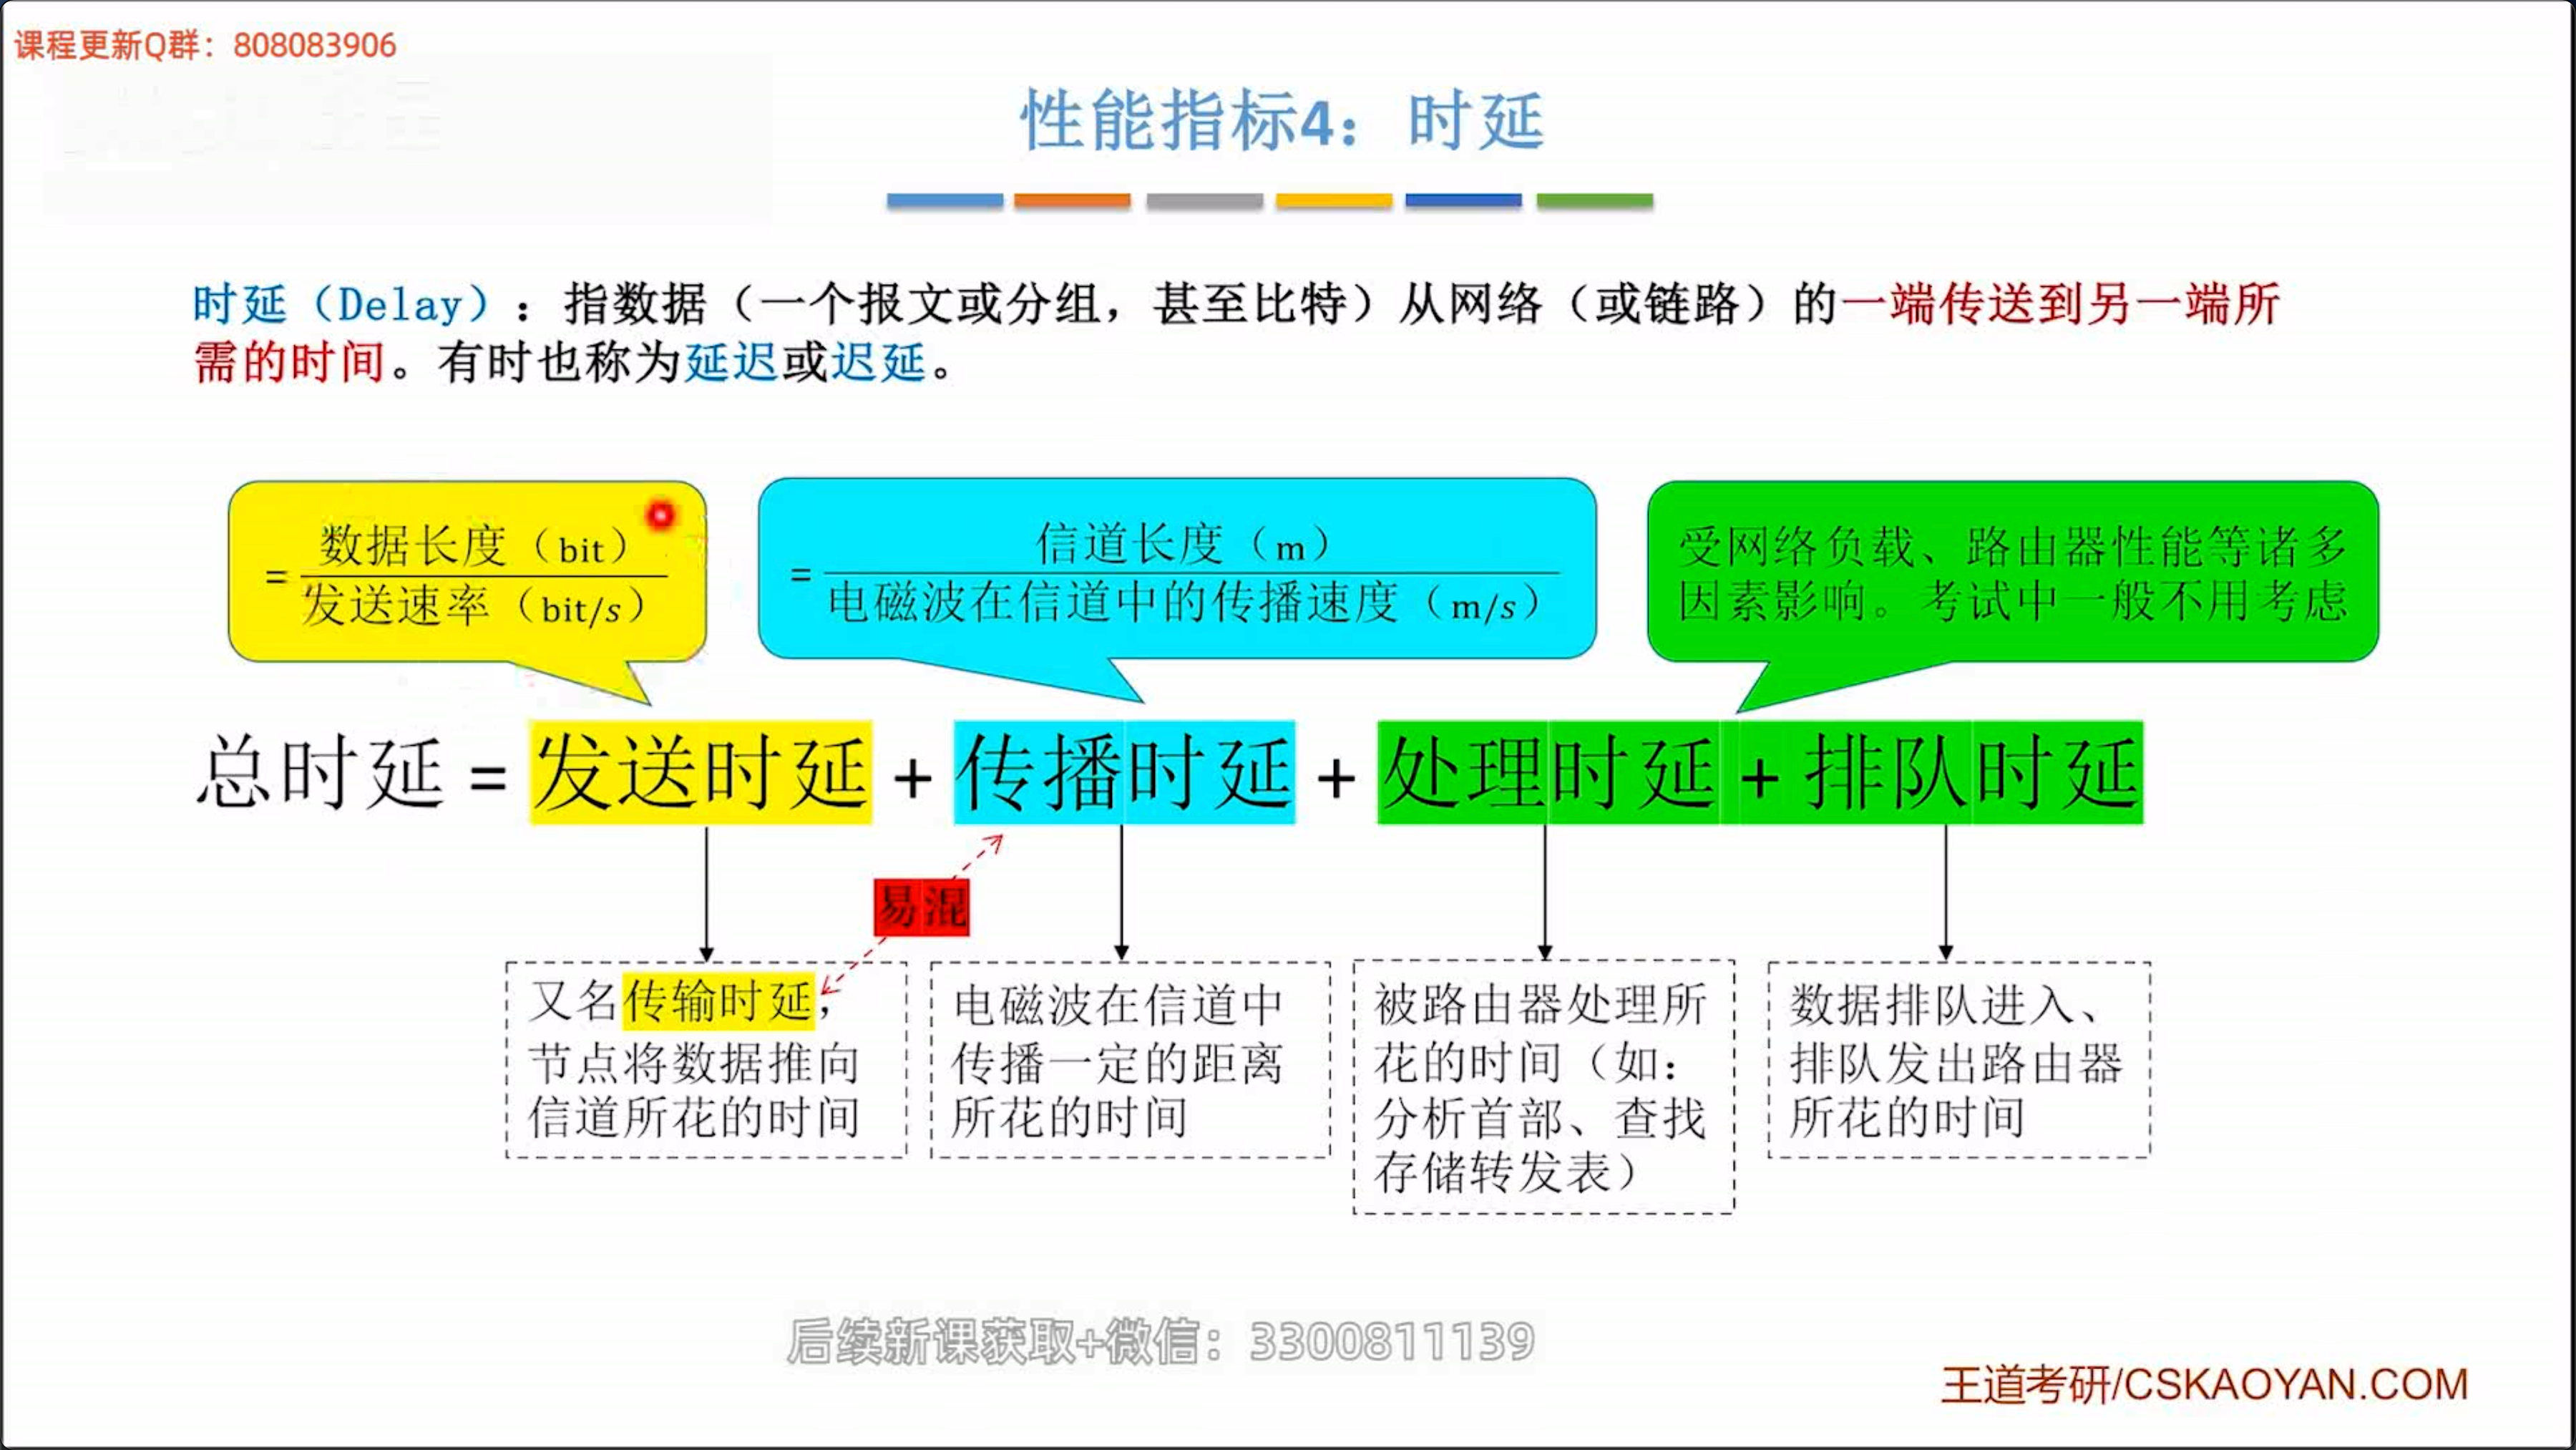 课程更新Q群：808083906
性能指标4：时延
时延（Delay）：指数据（一个报文或分组，甚至比特）从网络（或链路）的一端传送到另一端所
需的时间。有时也称为延迟或迟延。
= 数据长度（bit）
发送速率（bit/s）
= 信道长度（m）
电磁波在信道中的传播速度（m/s）
受网络负载、路由器性能等诸多
因素影响。考试中一般不用考虑
总时延 = 发送时延 + 传播时延 + 处理时延 + 排队时延
易混
又名传输时延，
节点将数据推向
信道所花的时间
电磁波在信道中
传播一定的距离
所花的时间
被路由器处理所
花的时间（如：
分析首部、查找
存储转发表）
数据排队进入、
排队发出路由器
所花的时间
后续新课获取+微信：3300811139
王道考研/CSKAOYAN.COM